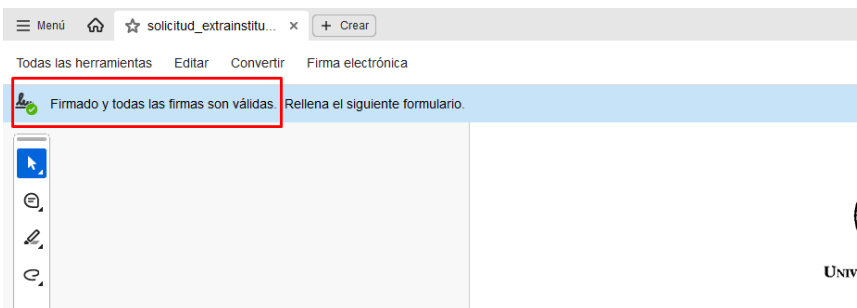 Menú solicitud_extrainstitu... × + Crear
Todas las herramientas Editar Convertir Firma electrónica
Firmado y todas las firmas son válidas. Rellena el siguiente formulario.
UNIV